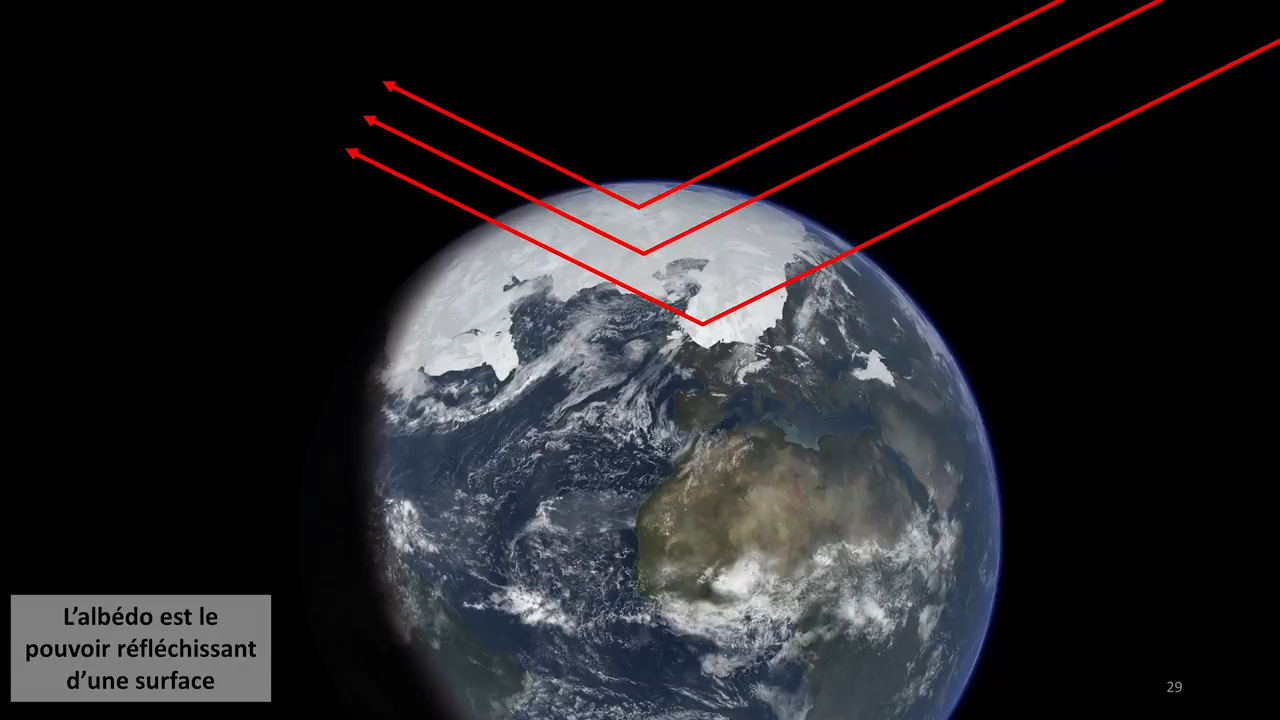 L’albédo est le
pouvoir réfléchissant
d’une surface
29